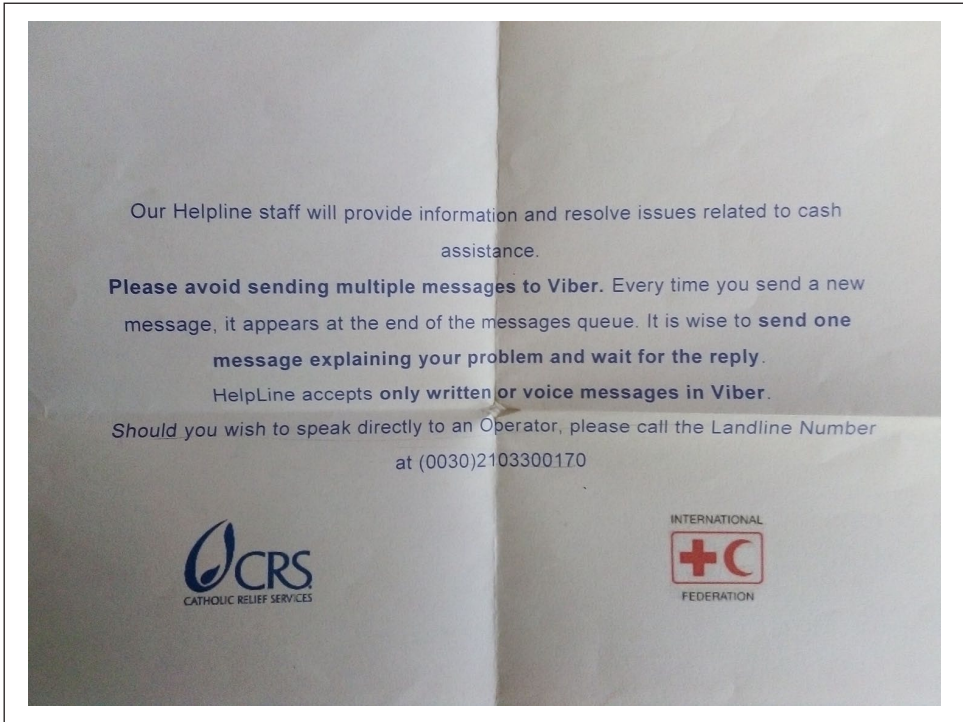 Our Helpline staff will provide information and resolve issues related to cash
assistance.
Please avoid sending multiple messages to Viber. Every time you send a new
message, it appears at the end of the messages queue. It is wise to send one
message explaining your problem and wait for the reply.
HelpLine accepts only written or voice messages in Viber.
Should you wish to speak directly to an Operator, please call the Landline Number
at (0030)2103300170
CRS
CATHOLIC RELIEF SERVICES
INTERNATIONAL
FEDERATION